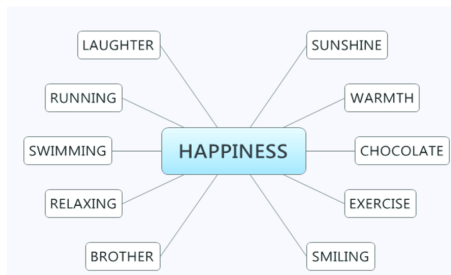 LAUGHTER
SUNSHINE
RUNNING
WARMTH
SWIMMING
HAPPINESS
CHOCOLATE
RELAXING
EXERCISE
BROTHER
SMILING